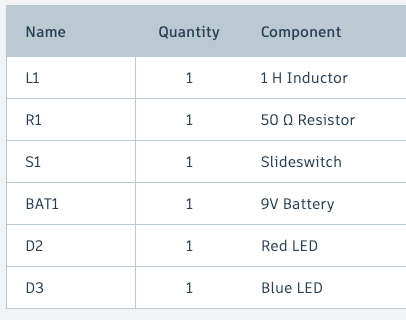 Name Quantity Component
L1 1 1 H Inductor
R1 1 50 Ω Resistor
S1 1 Slideswitch
BAT1 1 9V Battery
D2 1 Red LED
D3 1 Blue LED